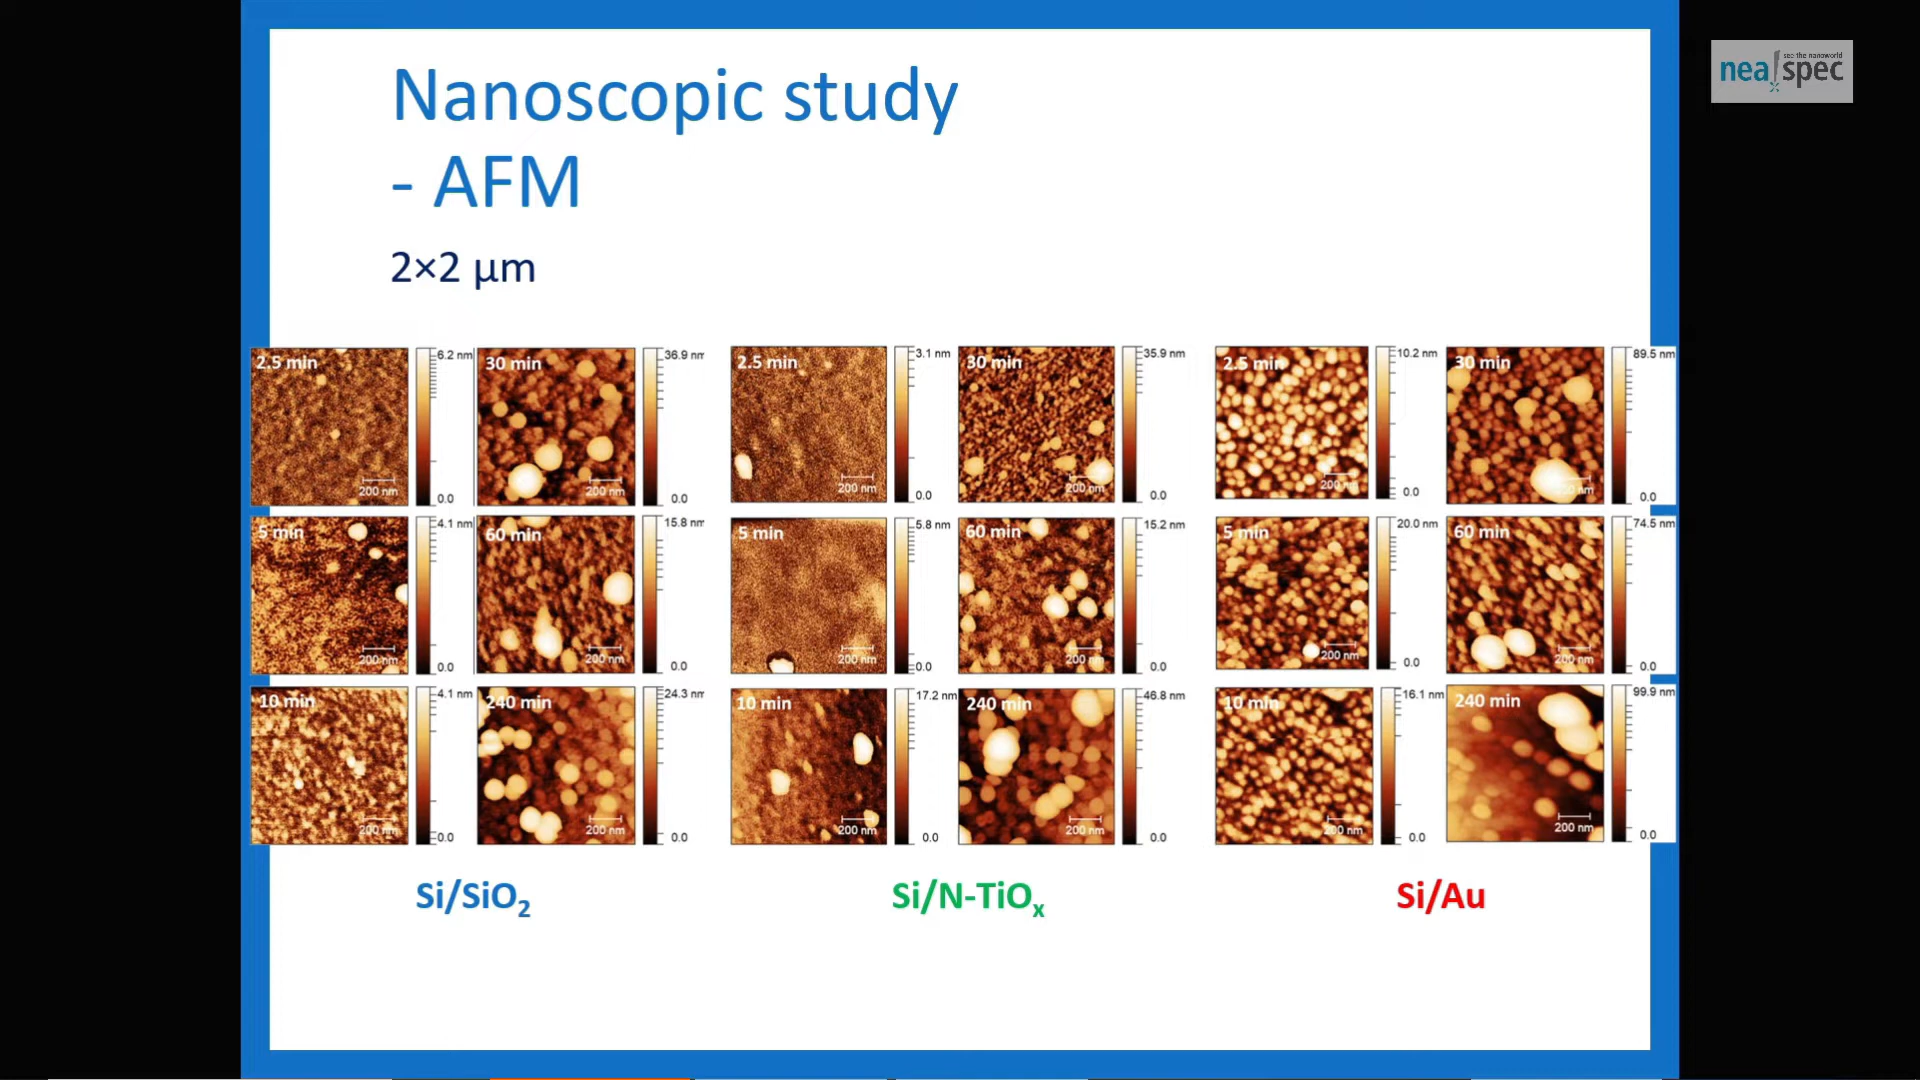 see the nanoworld
nea spec
Nanoscopic study
- AFM
2×2 µm
2.5 min
200 nm
6.2 nm
0.0
30 min
200 nm
36.9 nm
0.0
5 min
200 nm
4.1 nm
0.0
60 min
200 nm
15.8 nm
0.0
10 min
200 nm
4.1 nm
0.0
240 min
200 nm
24.3 nm
0.0
Si/SiO₂
2.5 min
200 nm
3.1 nm
0.0
30 min
200 nm
35.9 nm
0.0
5 min
200 nm
5.8 nm
0.0
60 min
200 nm
15.2 nm
0.0
10 min
200 nm
17.2 nm
0.0
240 min
200 nm
46.8 nm
0.0
Si/N-TiOₓ
2.5 min
200
10.2 nm
0.0
30 min
nm
89.5 nm
0.0
5 min
200 nm
20.0 nm
0.0
60 min
200 nm
74.5 nm
0.0
10 min
200 nm
16.1 nm
0.0
240 min
200 nm
99.9 nm
0.0
Si/Au